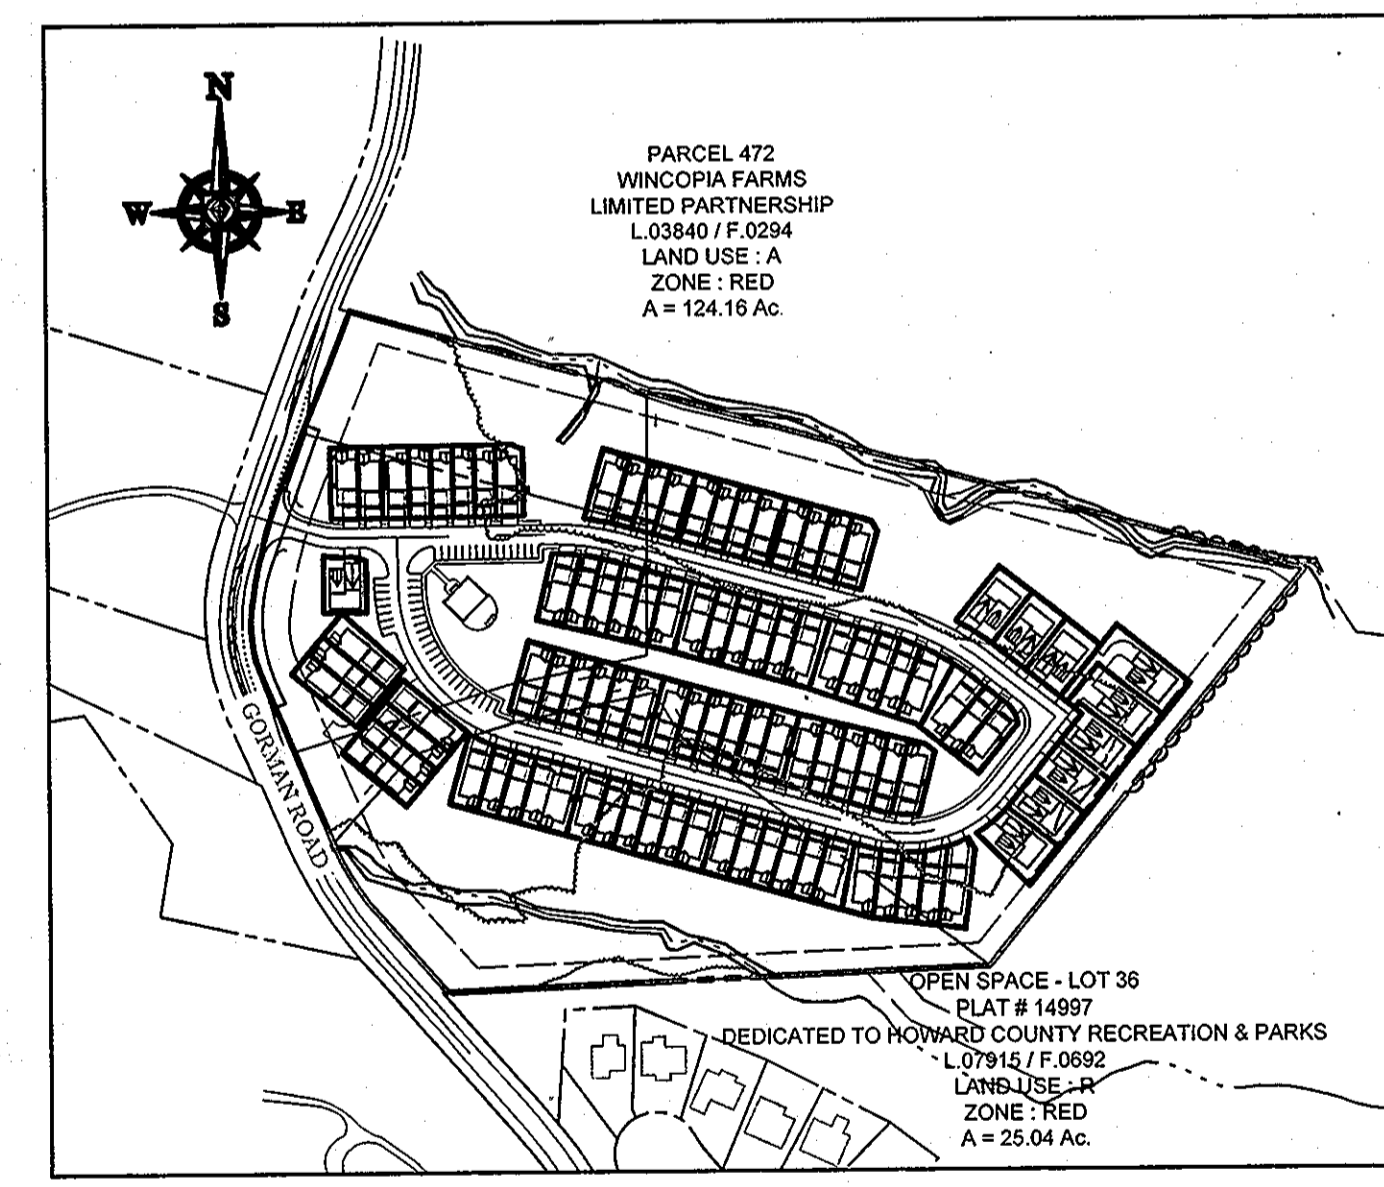 N
W E
S
PARCEL 472
WINCOPIA FARMS
LIMITED PARTNERSHIP
L.03840 / F.0294
LAND USE : A
ZONE : RED
A = 124.16 Ac.
GORMAN ROAD
OPEN SPACE - LOT 36
PLAT # 14997
DEDICATED TO HOWARD COUNTY RECREATION & PARKS
L.07915 / F.0692
LAND USE : R
ZONE : RED
A = 25.04 Ac.